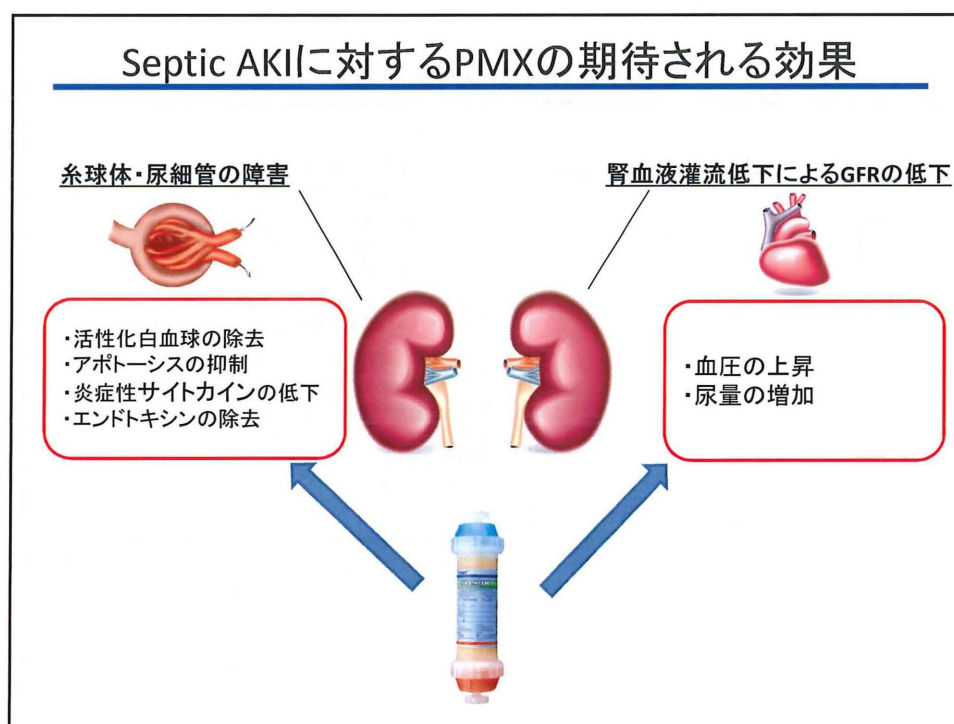 Septic AKIに対するPMXの期待される効果
糸球体・尿細管の障害
腎血液灌流低下によるGFRの低下
・活性化白血球の除去
・アポトーシスの抑制
・炎症性サイトカインの低下
・エンドトキシンの除去
・血圧の上昇
・尿量の増加